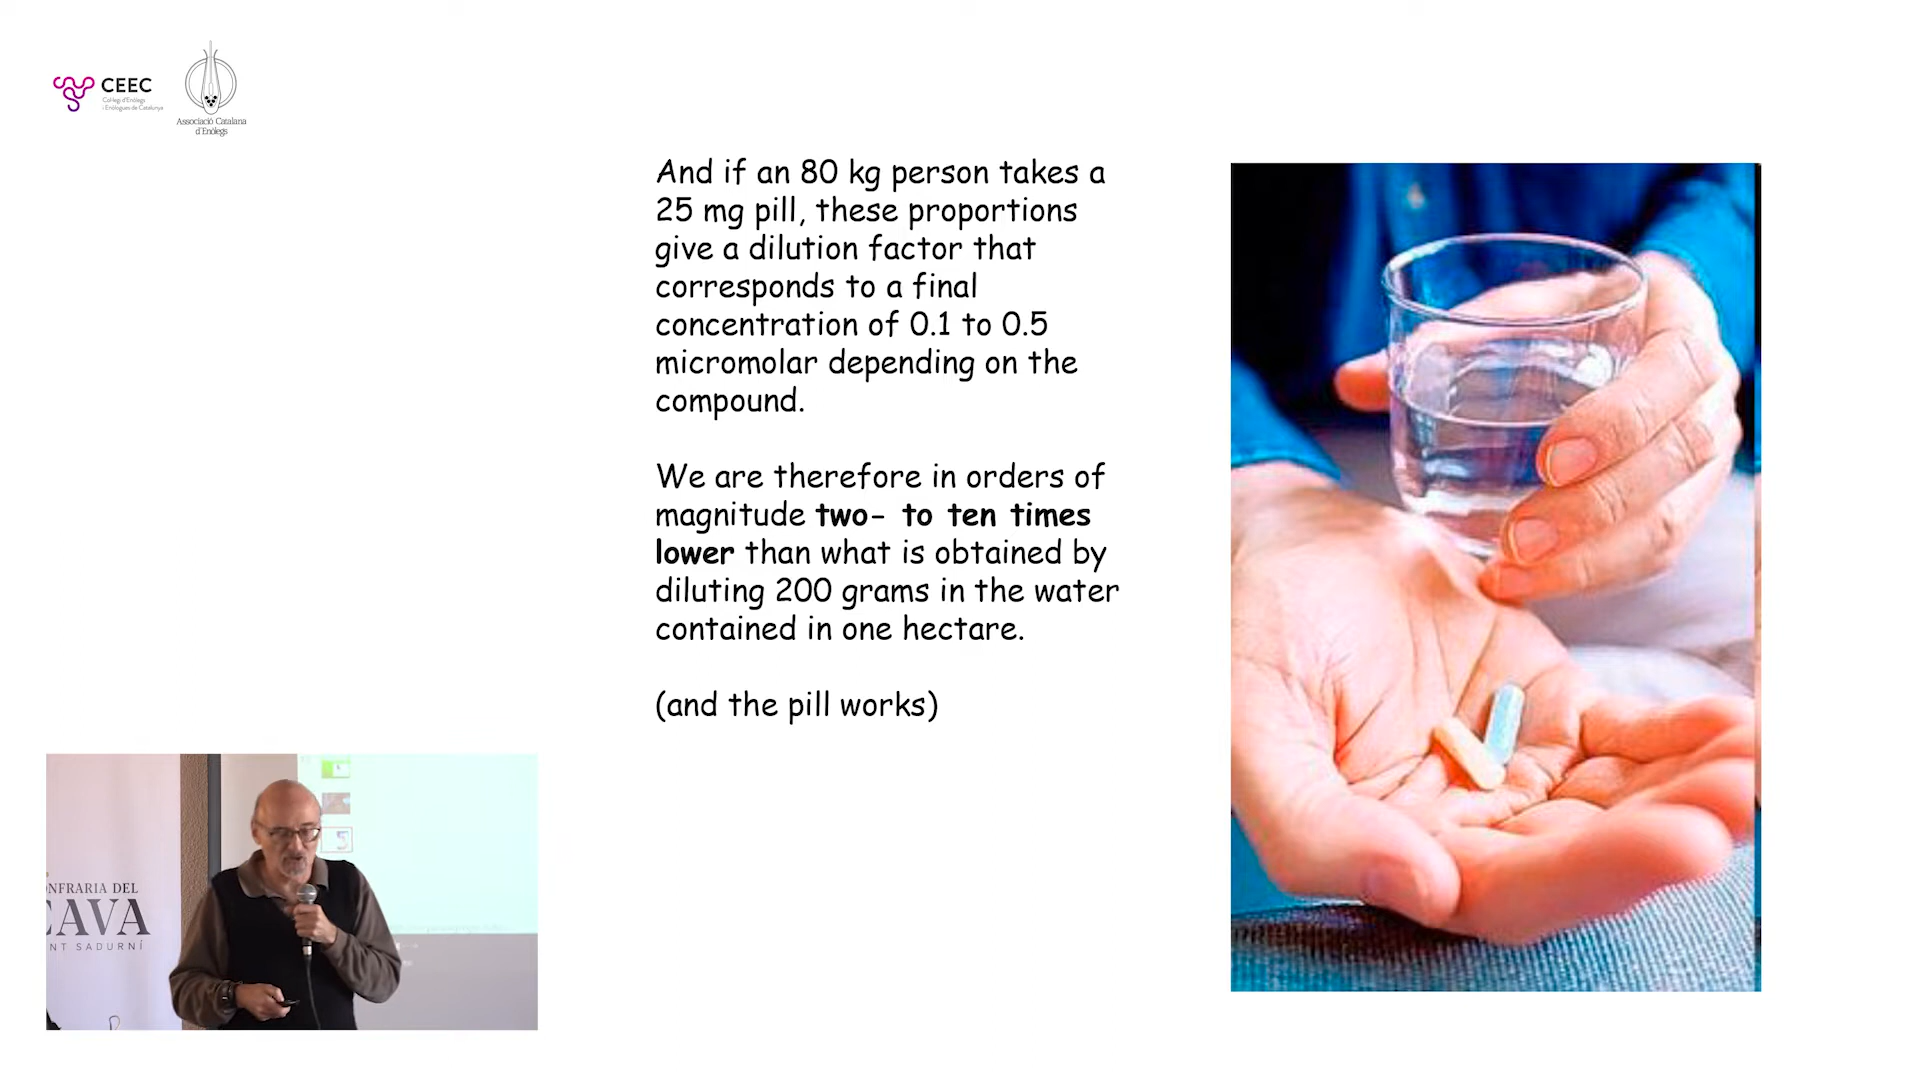 CEEC
Col·legi d'Enòlegs
i Enòlogues de Catalunya
Associació Catalana
d'Enòlegs
And if an 80 kg person takes a
25 mg pill, these proportions
give a dilution factor that
corresponds to a final
concentration of 0.1 to 0.5
micromolar depending on the
compound.
We are therefore in orders of
magnitude two- to ten times
lower than what is obtained by
diluting 200 grams in the water
contained in one hectare.
(and the pill works)
ONFRARIA DEL
CAVA
NT SADURNÍ